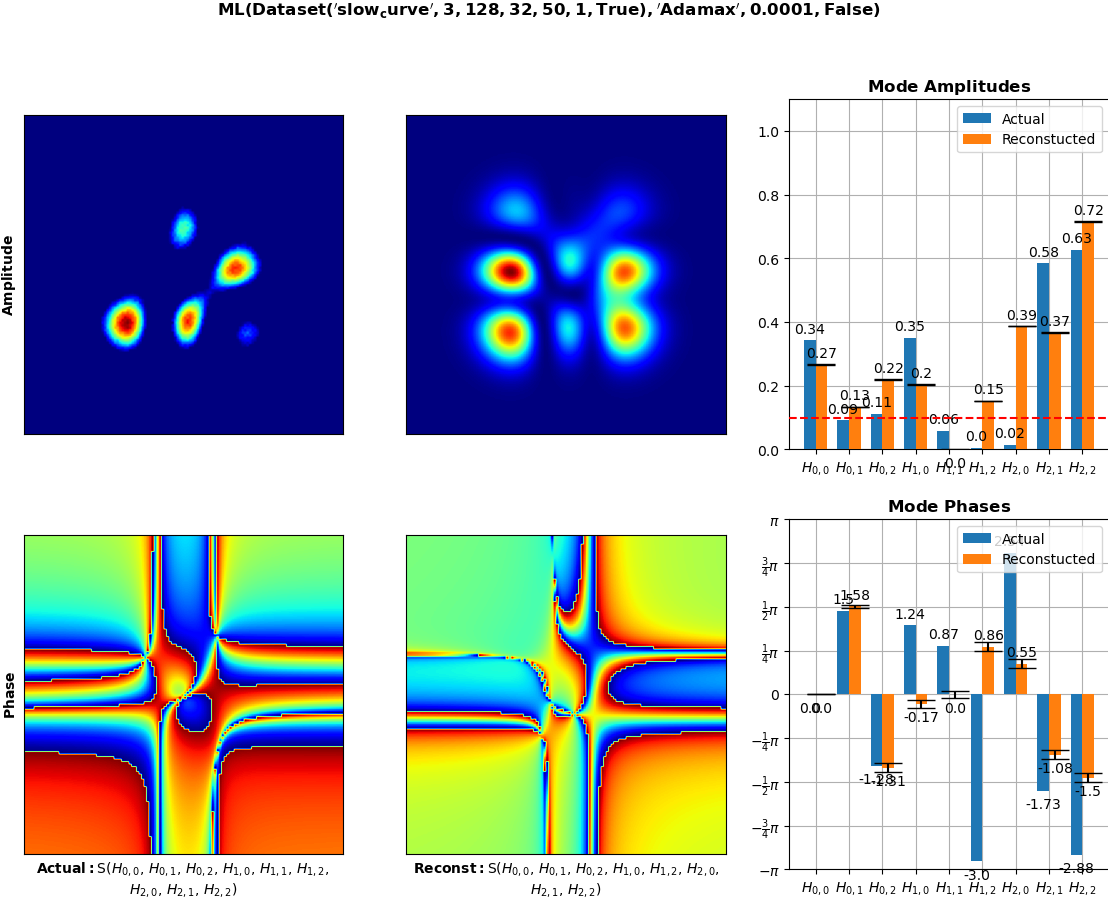 ML(Dataset('slow_curve', 3, 128, 32, 50, 1, True), 'Adamax', 0.0001, False)
Mode Amplitudes
Actual
Reconstucted
1.0
0.8
0.6
0.4
0.2
0.0
0.34
0.27
0.09
0.13
0.11
0.22
0.35
0.2
0.06
0.0
0.0
0.15
0.02
0.39
0.58
0.37
0.63
0.72
H0,0 H0,1 H0,2 H1,0 H1,1 H1,2 H2,0 H2,1 H2,2
Amplitude
Mode Phases
Actual
Reconstucted
π
3/4π
1/2π
1/4π
0
−1/4π
−1/2π
−3/4π
−π
0.0
0.0
1.5
1.58
-1.28
-1.31
1.24
-0.17
0.87
0.0
-3.0
0.86
0.55
-1.73
-1.08
-2.88
-1.5
H0,0 H0,1 H0,2 H1,0 H1,1 H1,2 H2,0 H2,1 H2,2
Phase
Actual: S(H0,0, H0,1, H0,2, H1,0, H1,1, H1,2,
H2,0, H2,1, H2,2)
Reconst: S(H0,0, H0,1, H0,2, H1,0, H1,2, H2,0,
H2,1, H2,2)